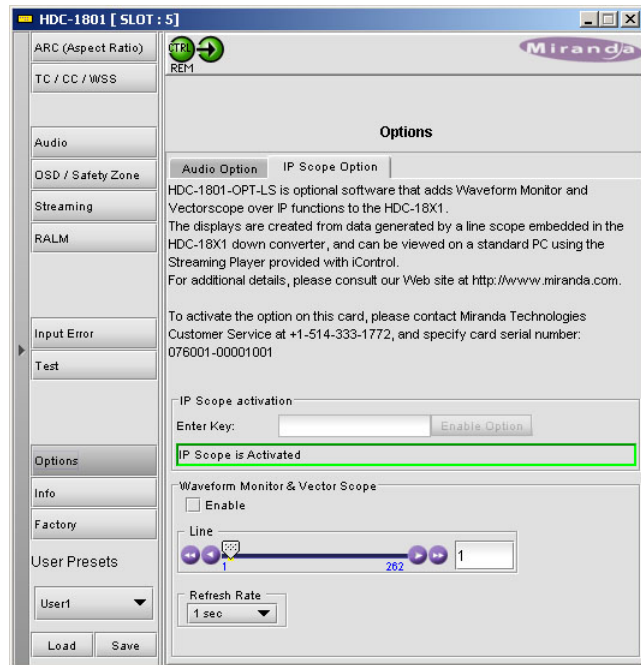 HDC-1801 [ SLOT : 5]
ARC (Aspect Ratio)
TC / CC / WSS
Audio
OSD / Safety Zone
Streaming
RALM
Input Error
Test
Options
Info
Factory
User Presets
User1
Load Save
CTRL
REM
Miranda
Options
Audio Option IP Scope Option
HDC-1801-OPT-LS is optional software that adds Waveform Monitor and
Vectorscope over IP functions to the HDC-18X1.
The displays are created from data generated by a line scope embedded in the
HDC-18X1 down converter, and can be viewed on a standard PC using the
Streaming Player provided with iControl.
For additional details, please consult our Web site at http://www.miranda.com.
To activate the option on this card, please contact Miranda Technologies
Customer Service at +1-514-333-1772, and specify card serial number:
076001-00001001
IP Scope activation
Enter Key: Enable Option
IP Scope is Activated
Waveform Monitor & Vector Scope
Enable
Line
1 262 1
Refresh Rate
1 sec